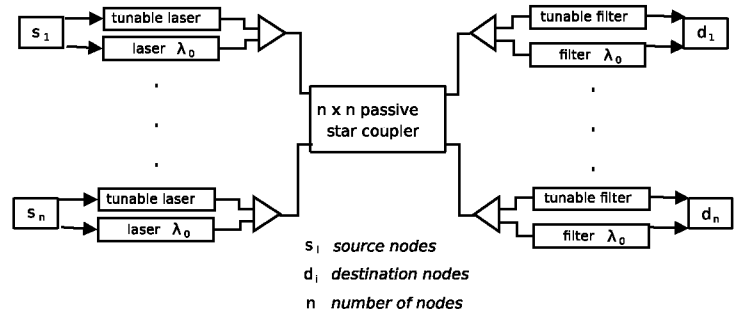 s1
tunable laser
laser λ0
tunable filter
filter λ0
d1
n x n passive
star coupler
sn
tunable laser
laser λ0
tunable filter
filter λ0
dn
si source nodes
di destination nodes
n number of nodes